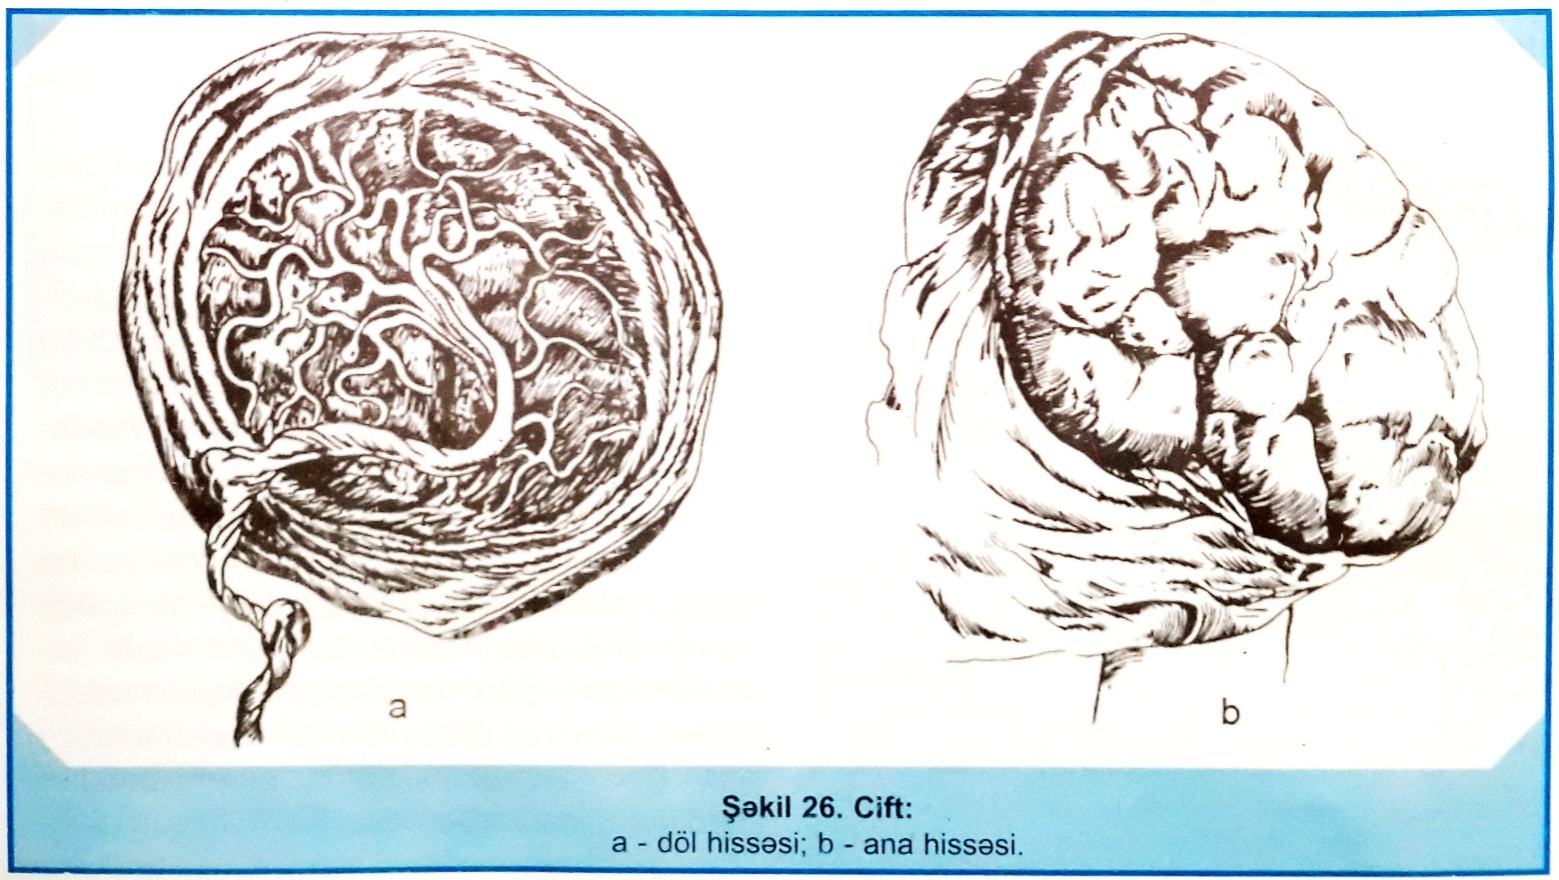 a
b
Şəkil 26. Cift:
a - döl hissəsi; b - ana hissəsi.